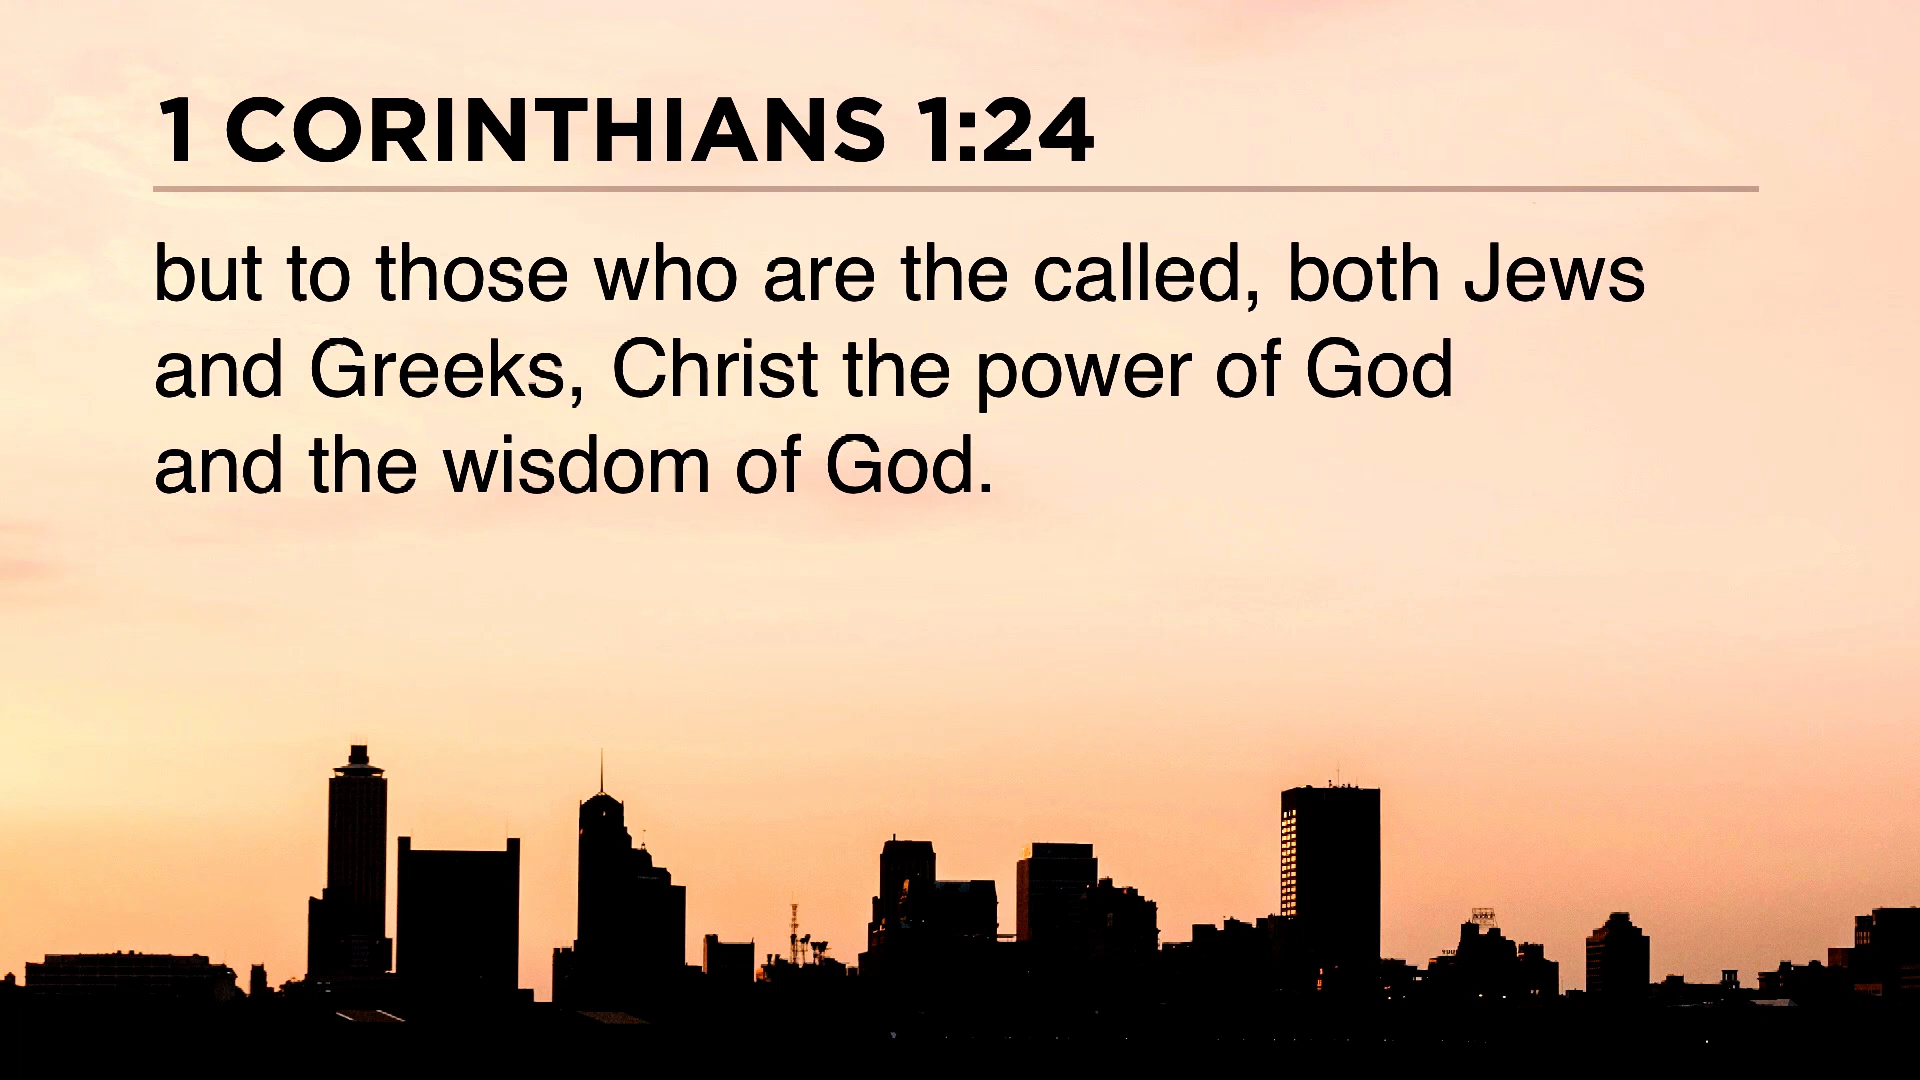 1 CORINTHIANS 1:24
but to those who are the called, both Jews
and Greeks, Christ the power of God
and the wisdom of God.